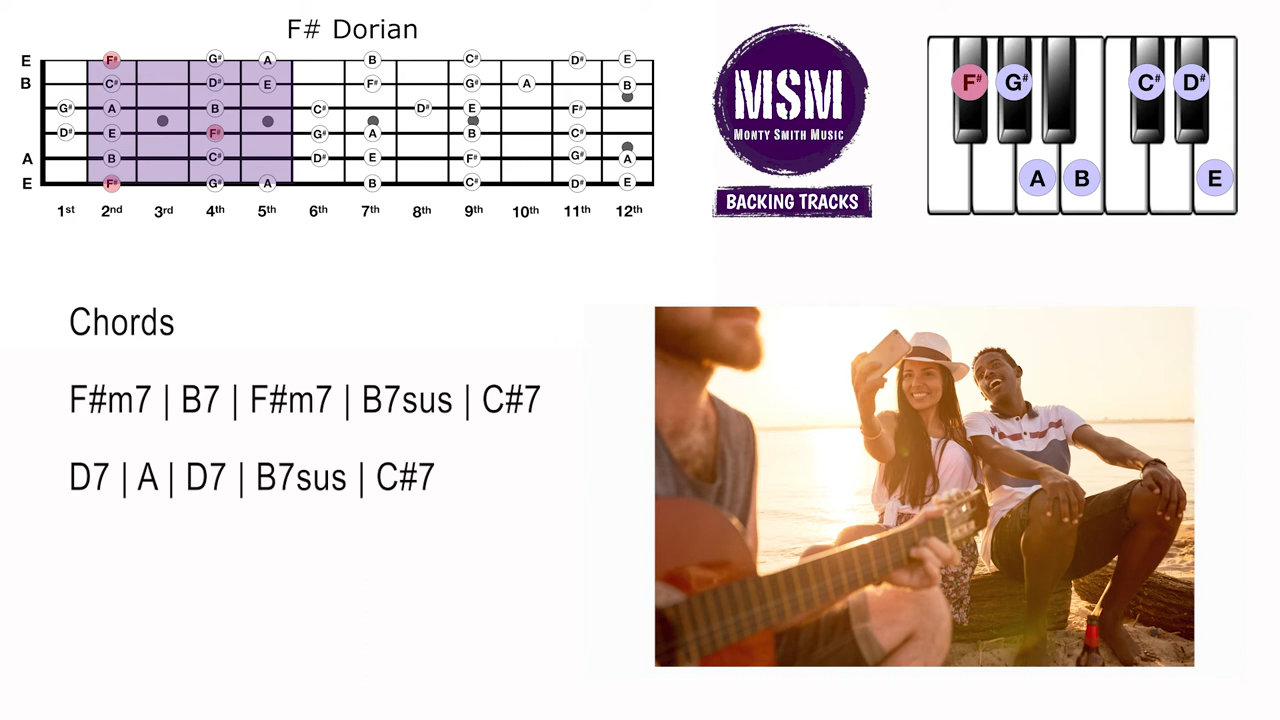 F# Dorian
E F# G# A B C# D# E
B C# D# E F# G# A B
G# A B C# D# E F#
D# E F# G# A B C#
A B C# D# E F# G# A
E F# G# A B C# D# E
1st 2nd 3rd 4th 5th 6th 7th 8th 9th 10th 11th 12th
MSM
MONTY SMITH MUSIC
BACKING TRACKS
F# G# C# D#
A B E
Chords
F#m7 | B7 | F#m7 | B7sus | C#7
D7 | A | D7 | B7sus | C#7